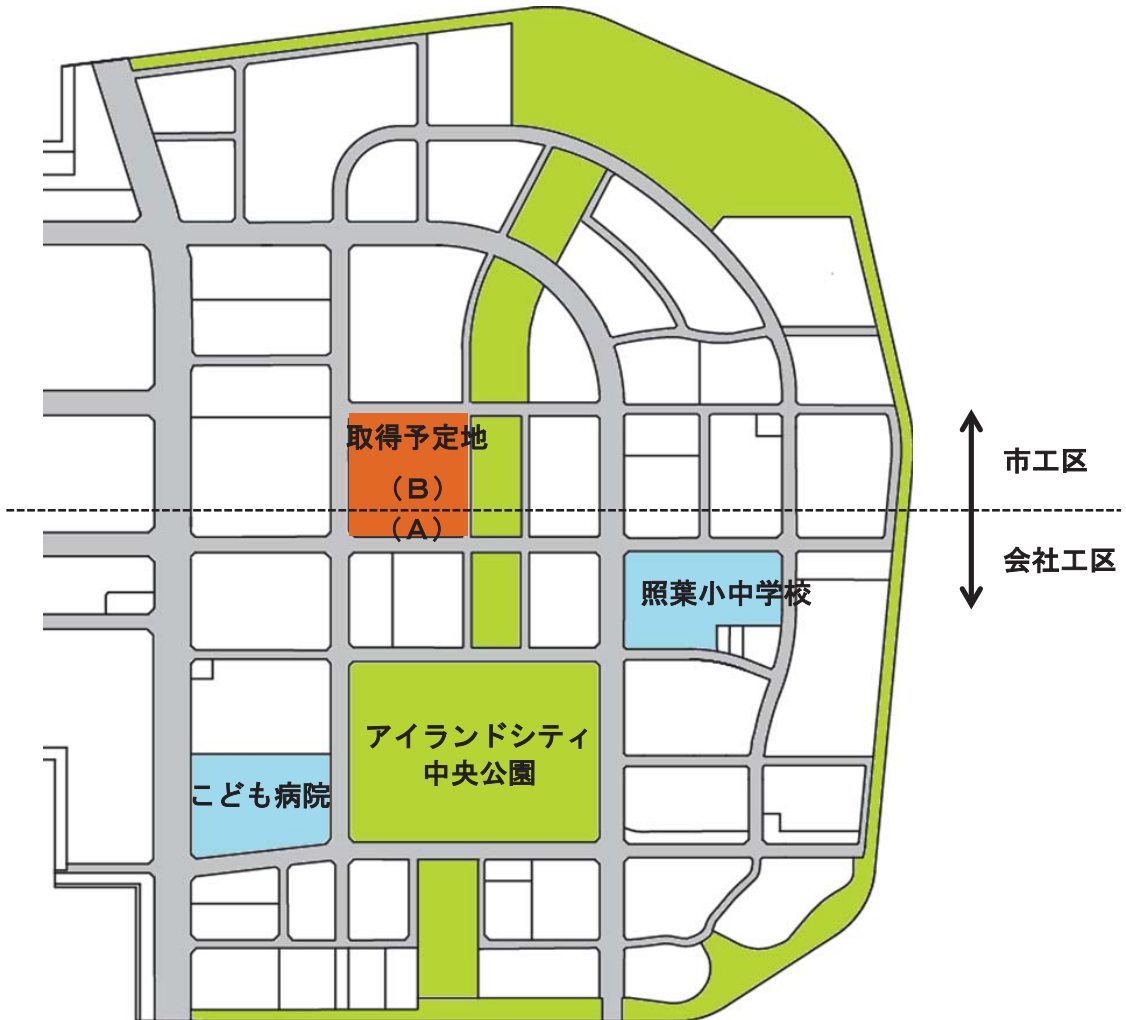 取得予定地
（B）
（A）
市工区
会社工区
照葉小中学校
アイランドシティ
中央公園
こども病院